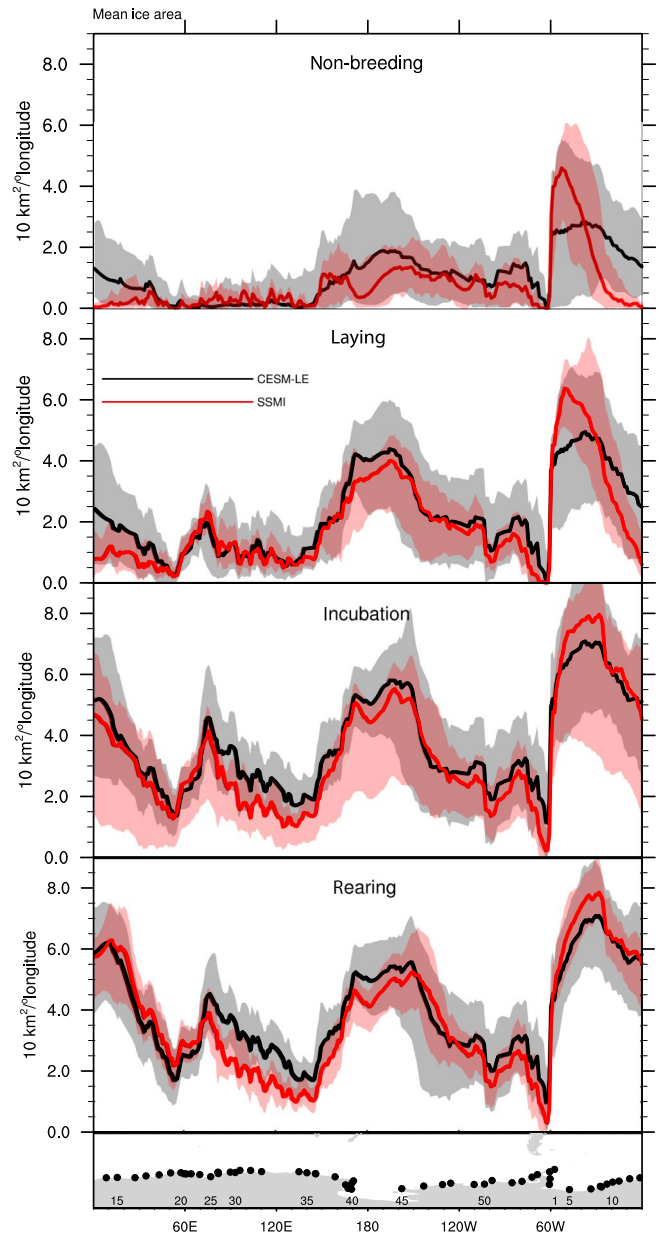 Mean ice area
Non-breeding
10 km²/°longitude
8.0
6.0
4.0
2.0
0.0
Laying
CESM-LE
SSMI
10 km²/°longitude
8.0
6.0
4.0
2.0
0.0
Incubation
10 km²/°longitude
8.0
6.0
4.0
2.0
0.0
Rearing
10 km²/°longitude
8.0
6.0
4.0
2.0
0.0
15 20 25 30 35 40 45 50 1 5 10
60E 120E 180 120W 60W